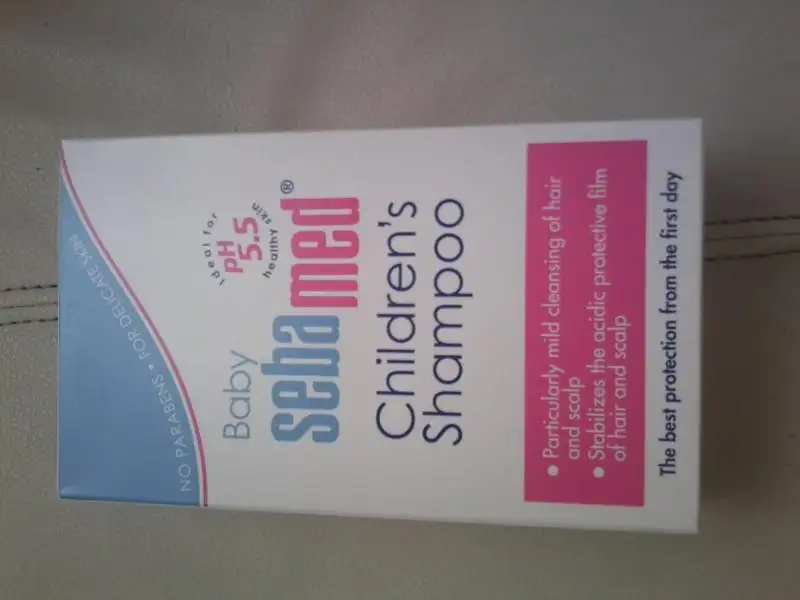 NO PARABENS • FOR DELICATE SKIN
Baby
sebamed®
ideal for
pH
5.5
healthy skin
Children's
Shampoo
• Particularly mild cleansing of hair
and scalp
• Stabilizes the acidic protective film
of hair and scalp
The best protection from the first day